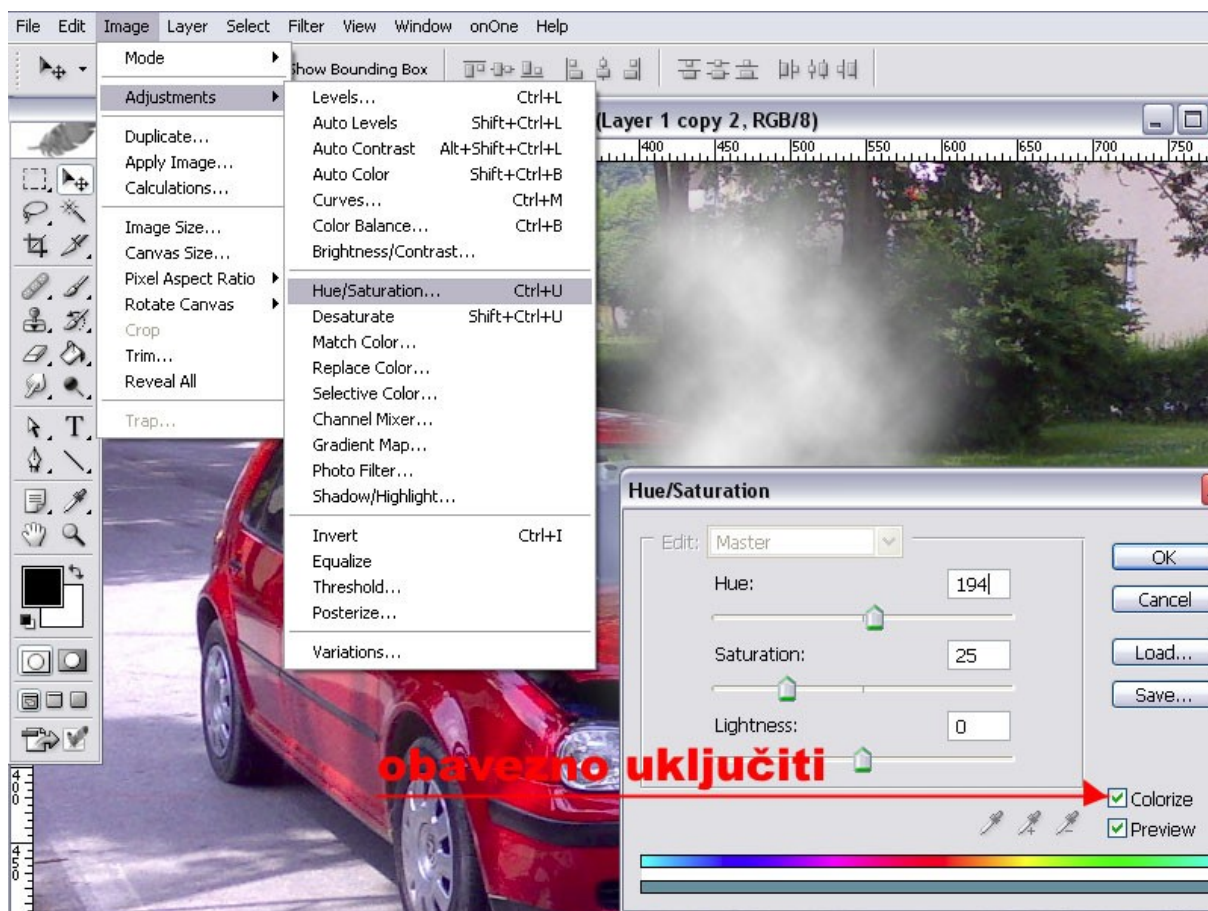 File Edit Image Layer Select Filter View Window onOne Help
Mode
Show Bounding Box
Adjustments
Duplicate...
Apply Image...
Calculations...
Image Size...
Canvas Size...
Pixel Aspect Ratio
Rotate Canvas
Crop
Trim...
Reveal All
Trap...
Levels... Ctrl+L
Auto Levels Shift+Ctrl+L
Auto Contrast Alt+Shift+Ctrl+L
Auto Color Shift+Ctrl+B
Curves... Ctrl+M
Color Balance... Ctrl+B
Brightness/Contrast...
Hue/Saturation... Ctrl+U
Desaturate Shift+Ctrl+U
Match Color...
Replace Color...
Selective Color...
Channel Mixer...
Gradient Map...
Photo Filter...
Shadow/Highlight...
Invert Ctrl+I
Equalize
Threshold...
Posterize...
Variations...
(Layer 1 copy 2, RGB/8)
400 450 500 550 600 650 700 750
T
Hue/Saturation
Edit: Master
OK
Hue: 194
Cancel
Saturation: 25
Load...
Save...
Lightness: 0
obavezno uključiti
Colorize
Preview
400
450